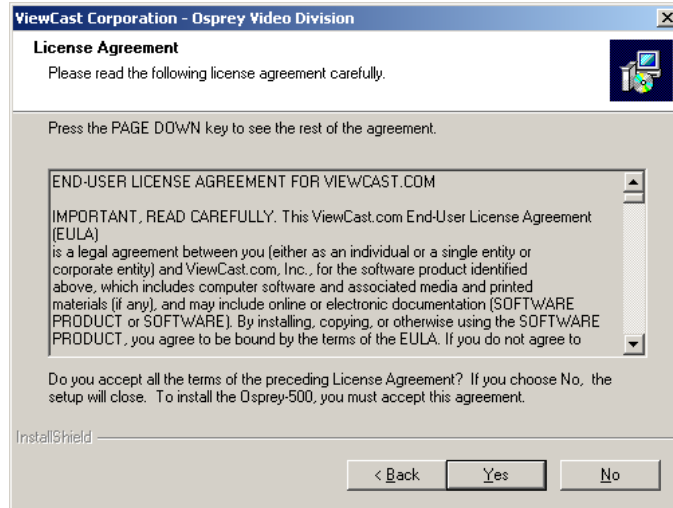 ViewCast Corporation - Osprey Video Division
License Agreement
Please read the following license agreement carefully.
Press the PAGE DOWN key to see the rest of the agreement.
END-USER LICENSE AGREEMENT FOR VIEWCAST.COM
IMPORTANT, READ CAREFULLY. This ViewCast.com End-User License Agreement
(EULA)
is a legal agreement between you (either as an individual or a single entity or
corporate entity) and ViewCast.com, Inc., for the software product identified
above, which includes computer software and associated media and printed
materials (if any), and may include online or electronic documentation (SOFTWARE
PRODUCT or SOFTWARE). By installing, copying, or otherwise using the SOFTWARE
PRODUCT, you agree to be bound by the terms of the EULA. If you do not agree to
Do you accept all the terms of the preceding License Agreement? If you choose No, the
setup will close. To install the Osprey-500, you must accept this agreement.
InstallShield
< Back Yes No